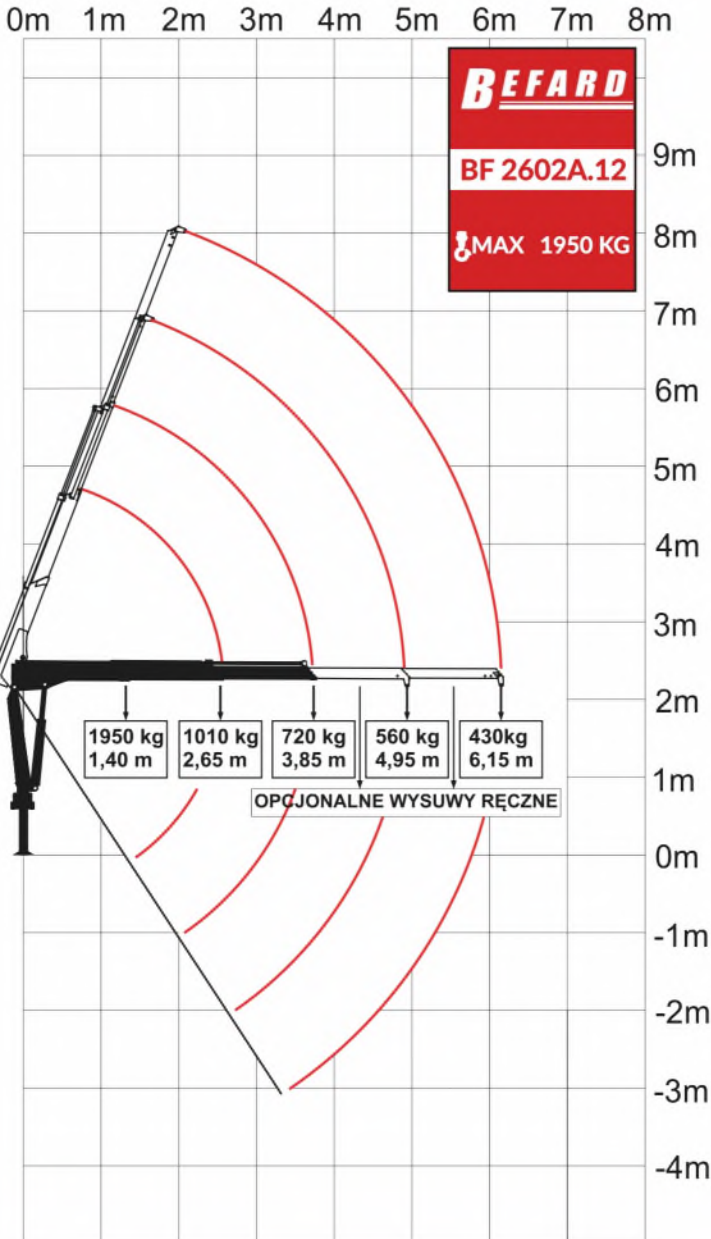 0m 1m 2m 3m 4m 5m 6m 7m 8m
BEFARD
BF 2602A.12
MAX 1950 KG
9m
8m
7m
6m
5m
4m
3m
2m
1950 kg 1010 kg 720 kg 560 kg 430kg
1,40 m 2,65 m 3,85 m 4,95 m 6,15 m
1m
OPCJONALNE WYSUWY RĘCZNE
0m
-1m
-2m
-3m
-4m